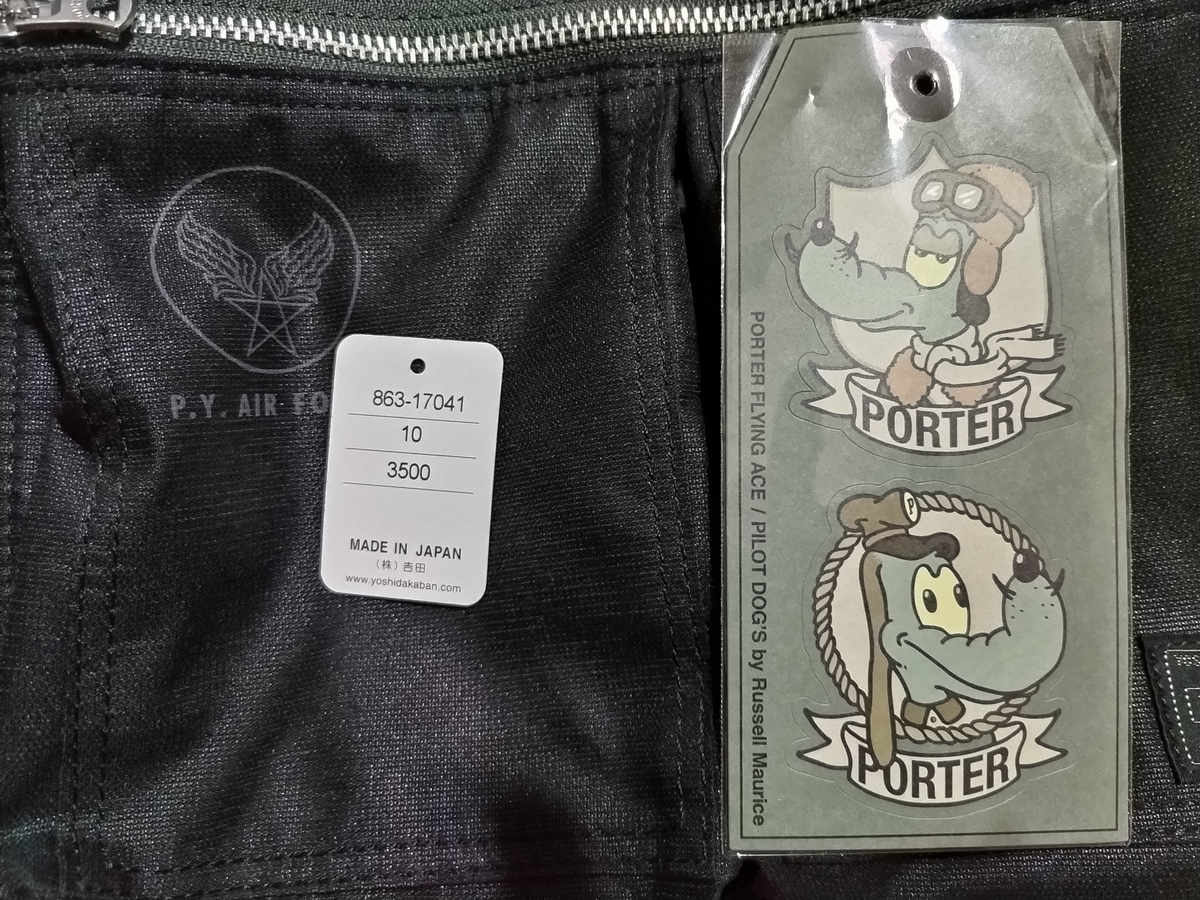 P.Y. AIR FO
863-17041
10
3500
MADE IN JAPAN
(株)吉田
www.yoshidakaban.com
PORTER
P
PORTER
PORTER FLYING ACE / PILOT DOG'S by Russell Maurice